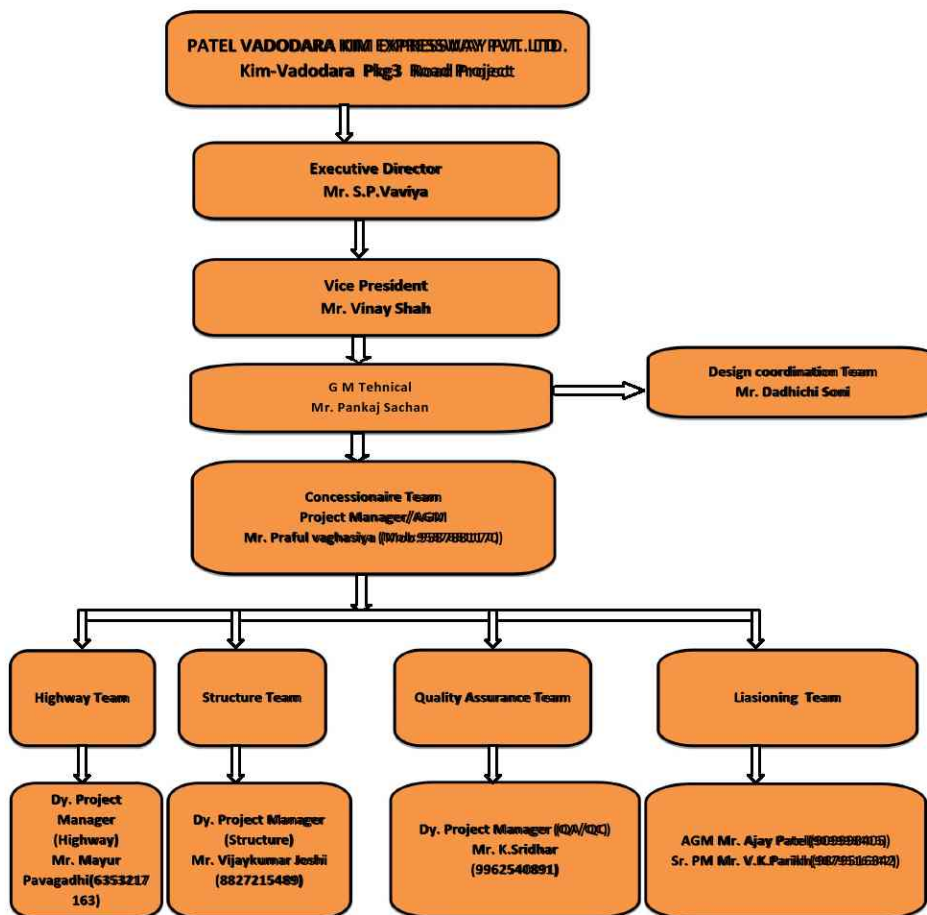 PATEL VADODARA KIM EXPRESSWAY PVT. LTD.
Kim-Vadodara Pkg3 Road Project
Executive Director
Mr. S.P.Vaviya
Vice President
Mr. Vinay Shah
G M Tehnical
Mr. Pankaj Sachan
Design coordination Team
Mr. Dadhichi Soni
Concessionaire Team
Project Manager/AGM
Mr. Praful vaghasiya
Highway Team
Structure Team
Quality Assurance Team
Liasioning Team
Dy. Project
Manager
(Highway)
Mr. Mayur
Pavagadhi(6353217
163)
Dy. Project Manager
(Structure)
Mr. Vijaykumar Joshi
(8827215489)
Dy. Project Manager (QA/QC)
Mr. K.Sridhar
(9962540891)
AGM Mr. Ajay Patel
Sr. PM Mr. V.K.Parikh